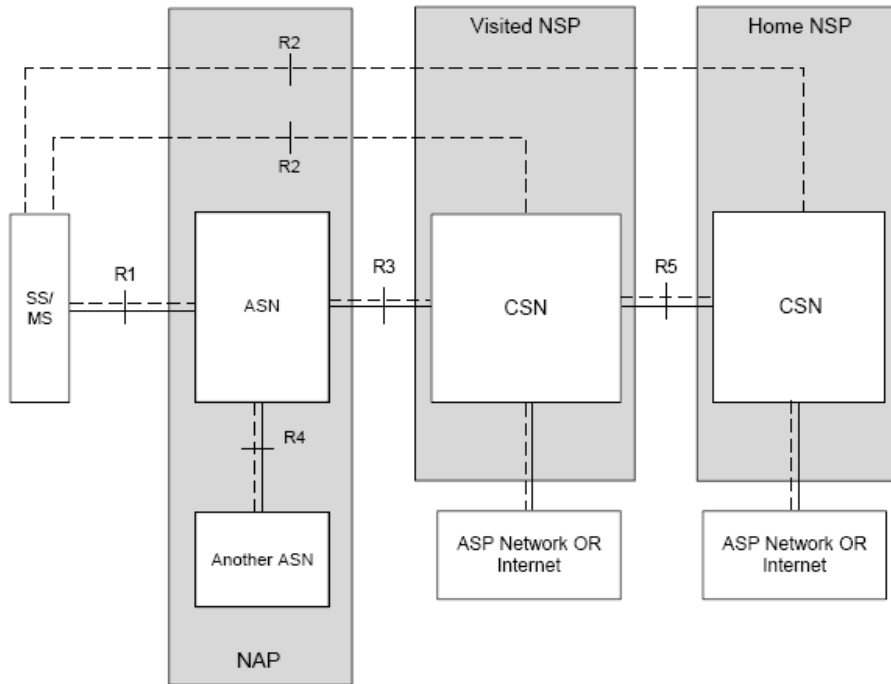 Visited NSP
Home NSP
R2
R2
R1
R3
R5
SS/
MS
ASN
CSN
CSN
R4
Another ASN
ASP Network OR
Internet
ASP Network OR
Internet
NAP